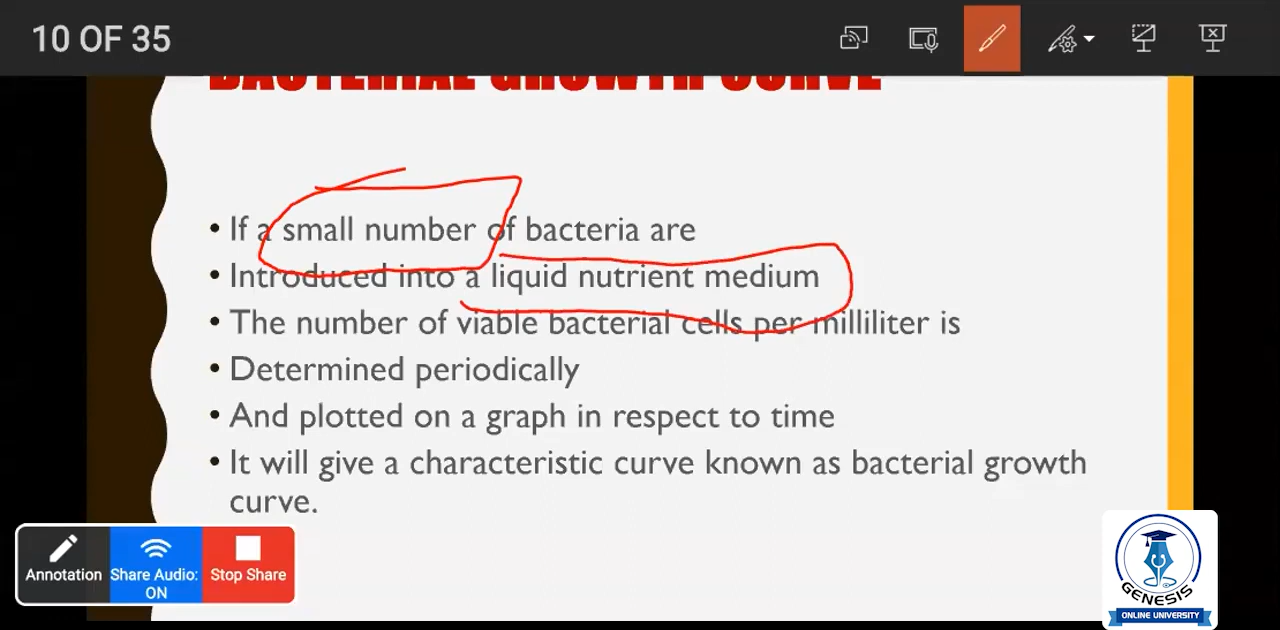 10 OF 35
BACTERIAL GROWTH CURVE
• If a small number of bacteria are
• Introduced into a liquid nutrient medium
• The number of viable bacterial cells per milliliter is
• Determined periodically
• And plotted on a graph in respect to time
• It will give a characteristic curve known as bacterial growth
curve.
Annotation
Share Audio:
ON
Stop Share
GENESIS
ONLINE UNIVERSITY